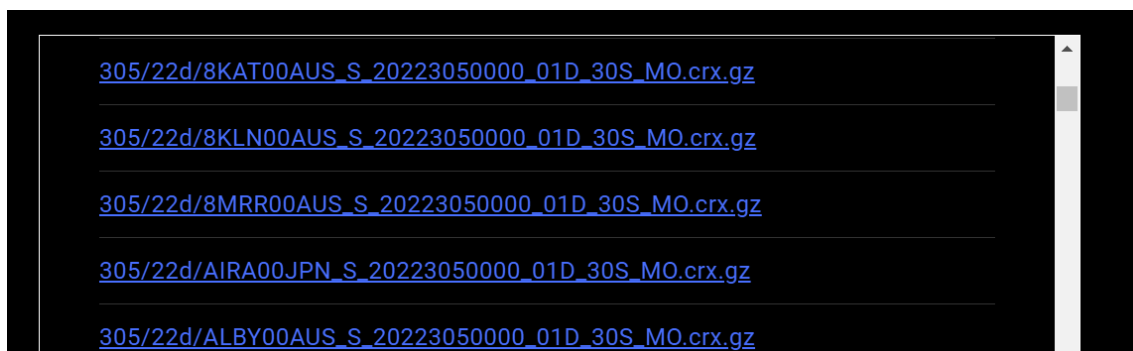 305/22d/8KAT00AUS_S_20223050000_01D_30S_MO.crx.gz
305/22d/8KLN00AUS_S_20223050000_01D_30S_MO.crx.gz
305/22d/8MRR00AUS_S_20223050000_01D_30S_MO.crx.gz
305/22d/AIRA00JPN_S_20223050000_01D_30S_MO.crx.gz
305/22d/ALBY00AUS_S_20223050000_01D_30S_MO.crx.gz